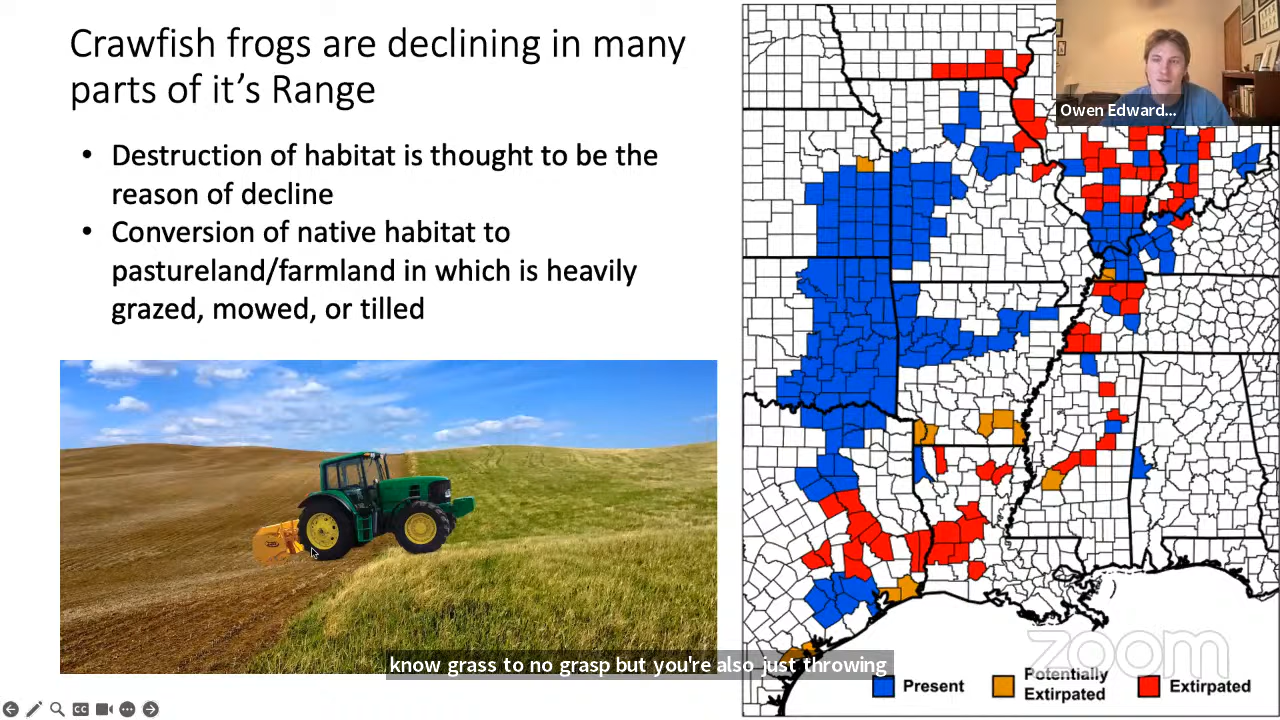 Crawfish frogs are declining in many
parts of it's Range
• Destruction of habitat is thought to be the
reason of decline
• Conversion of native habitat to
pastureland/farmland in which is heavily
grazed, mowed, or tilled
Owen Edward...
know grass to no grasp but you're also just throwing
zoom
Present
Potentially
Extirpated
Extirpated
CC